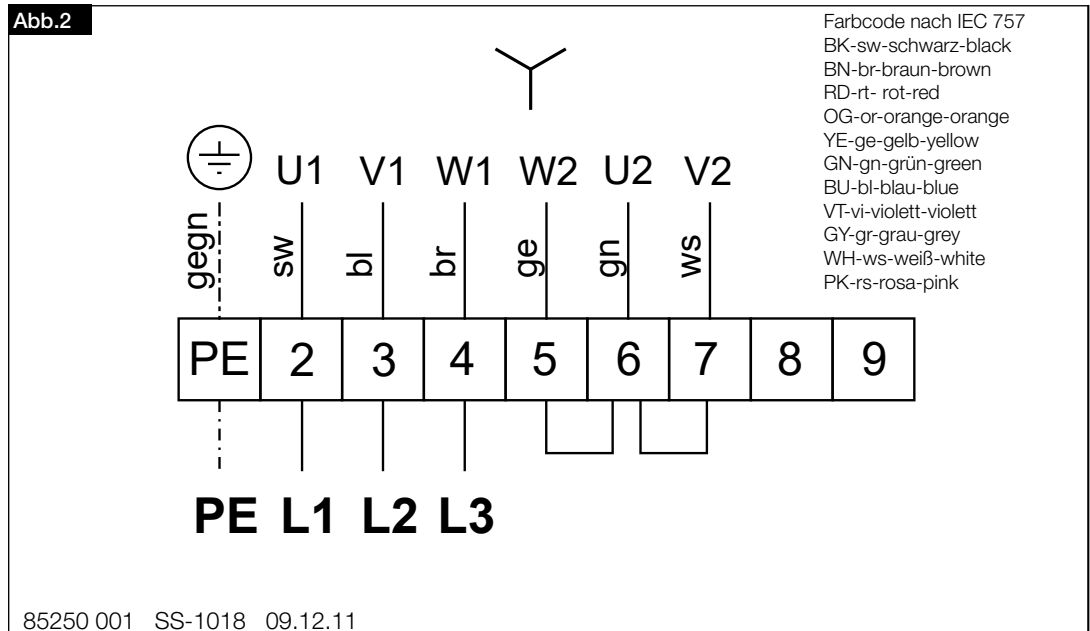 Abb.2
Farbcode nach IEC 757
BK-sw-schwarz-black
BN-br-braun-brown
RD-rt- rot-red
OG-or-orange-orange
YE-ge-gelb-yellow
GN-gn-grün-green
BU-bl-blau-blue
VT-vi-violett-violett
GY-gr-grau-grey
WH-ws-weiß-white
PK-rs-rosa-pink
U1 V1 W1 W2 U2 V2
gegn sw bl br ge gn ws
PE 2 3 4 5 6 7 8 9
PE L1 L2 L3
85250 001 SS-1018 09.12.11